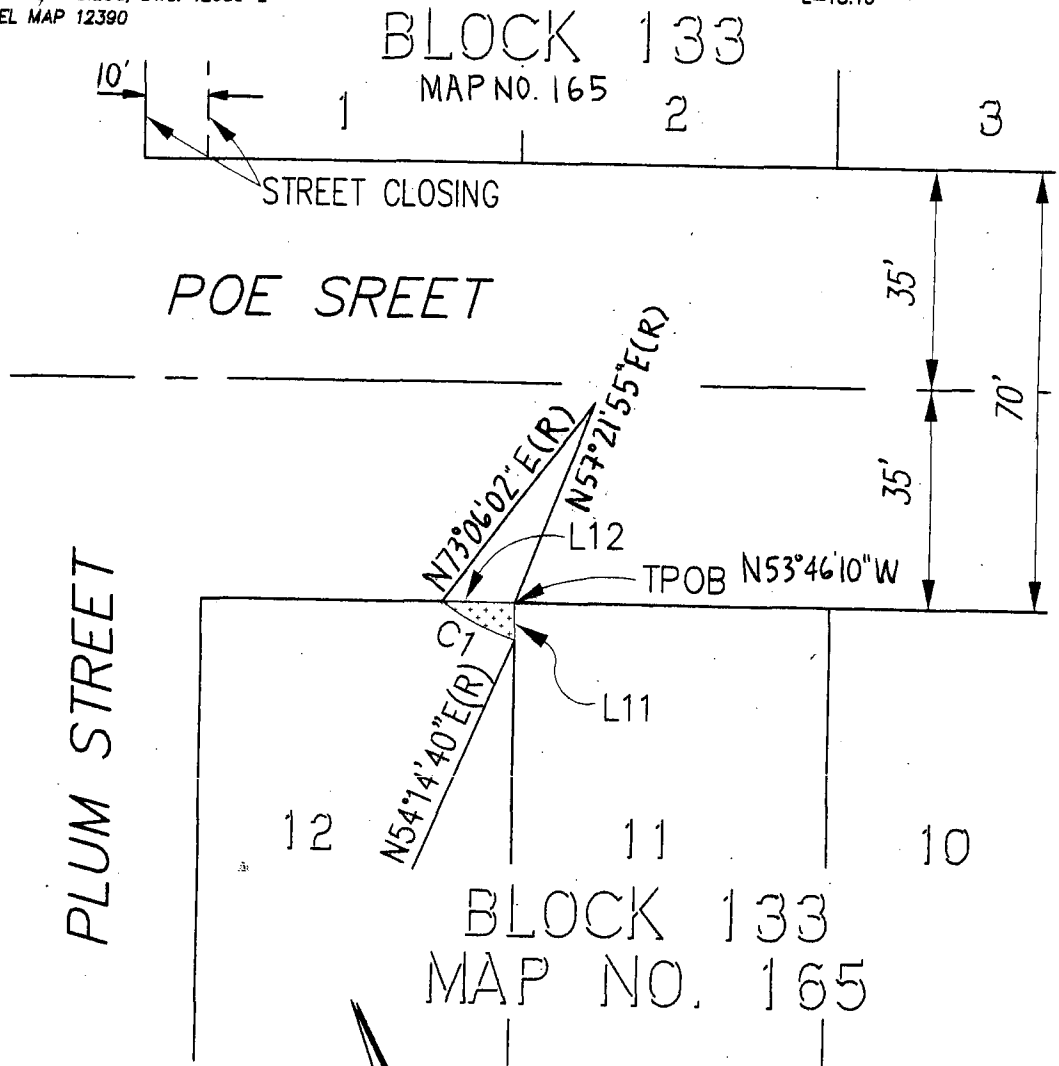 EL MAP 12390
BLOCK 133
MAP NO. 165
10'
1
2
3
STREET CLOSING
POE SREET
35'
70'
35'
N73°06'02" E(R)
N57°21'55"E(R)
L12
TPOB N53°46'10"W
C7
L11
N54°14'40"E(R)
PLUM STREET
12
11
10
BLOCK 133
MAP NO. 165